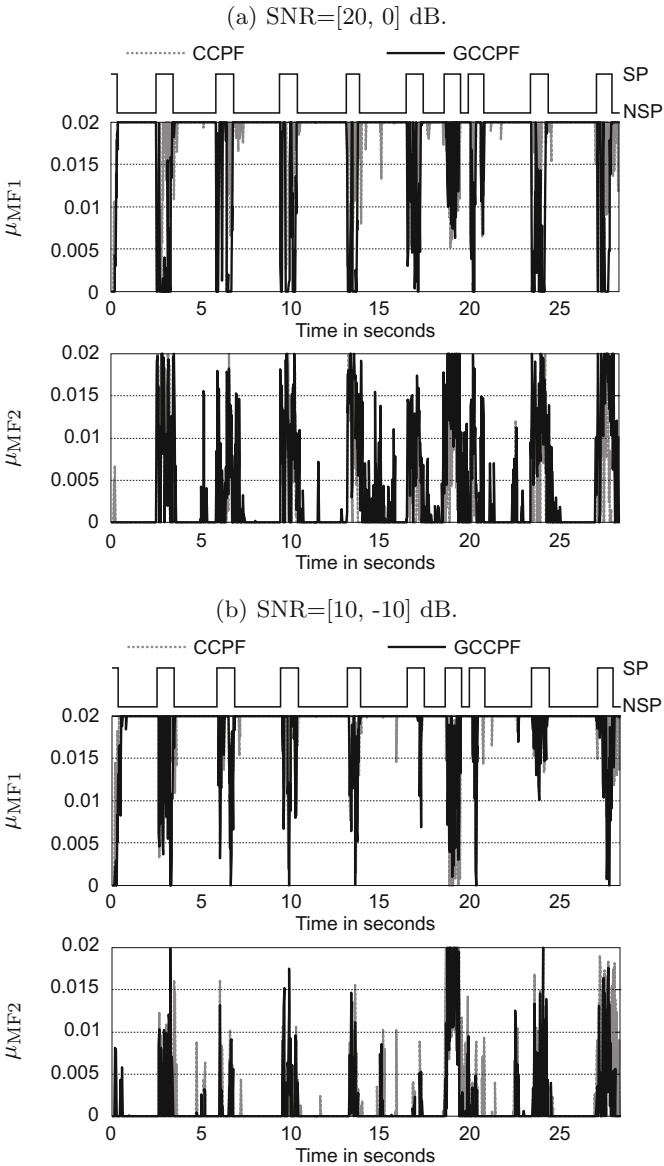 (a) SNR=[20, 0] dB.
CCPF GCCPF
SP
NSP
0.02
0.015
0.01
0.005
0
μMF1
0 5 10 15 20 25
Time in seconds
0.02
0.015
0.01
0.005
0
μMF2
0 5 10 15 20 25
Time in seconds
(b) SNR=[10, -10] dB.
CCPF GCCPF
SP
NSP
0.02
0.015
0.01
0.005
0
μMF1
0 5 10 15 20 25
Time in seconds
0.02
0.015
0.01
0.005
0
μMF2
0 5 10 15 20 25
Time in seconds